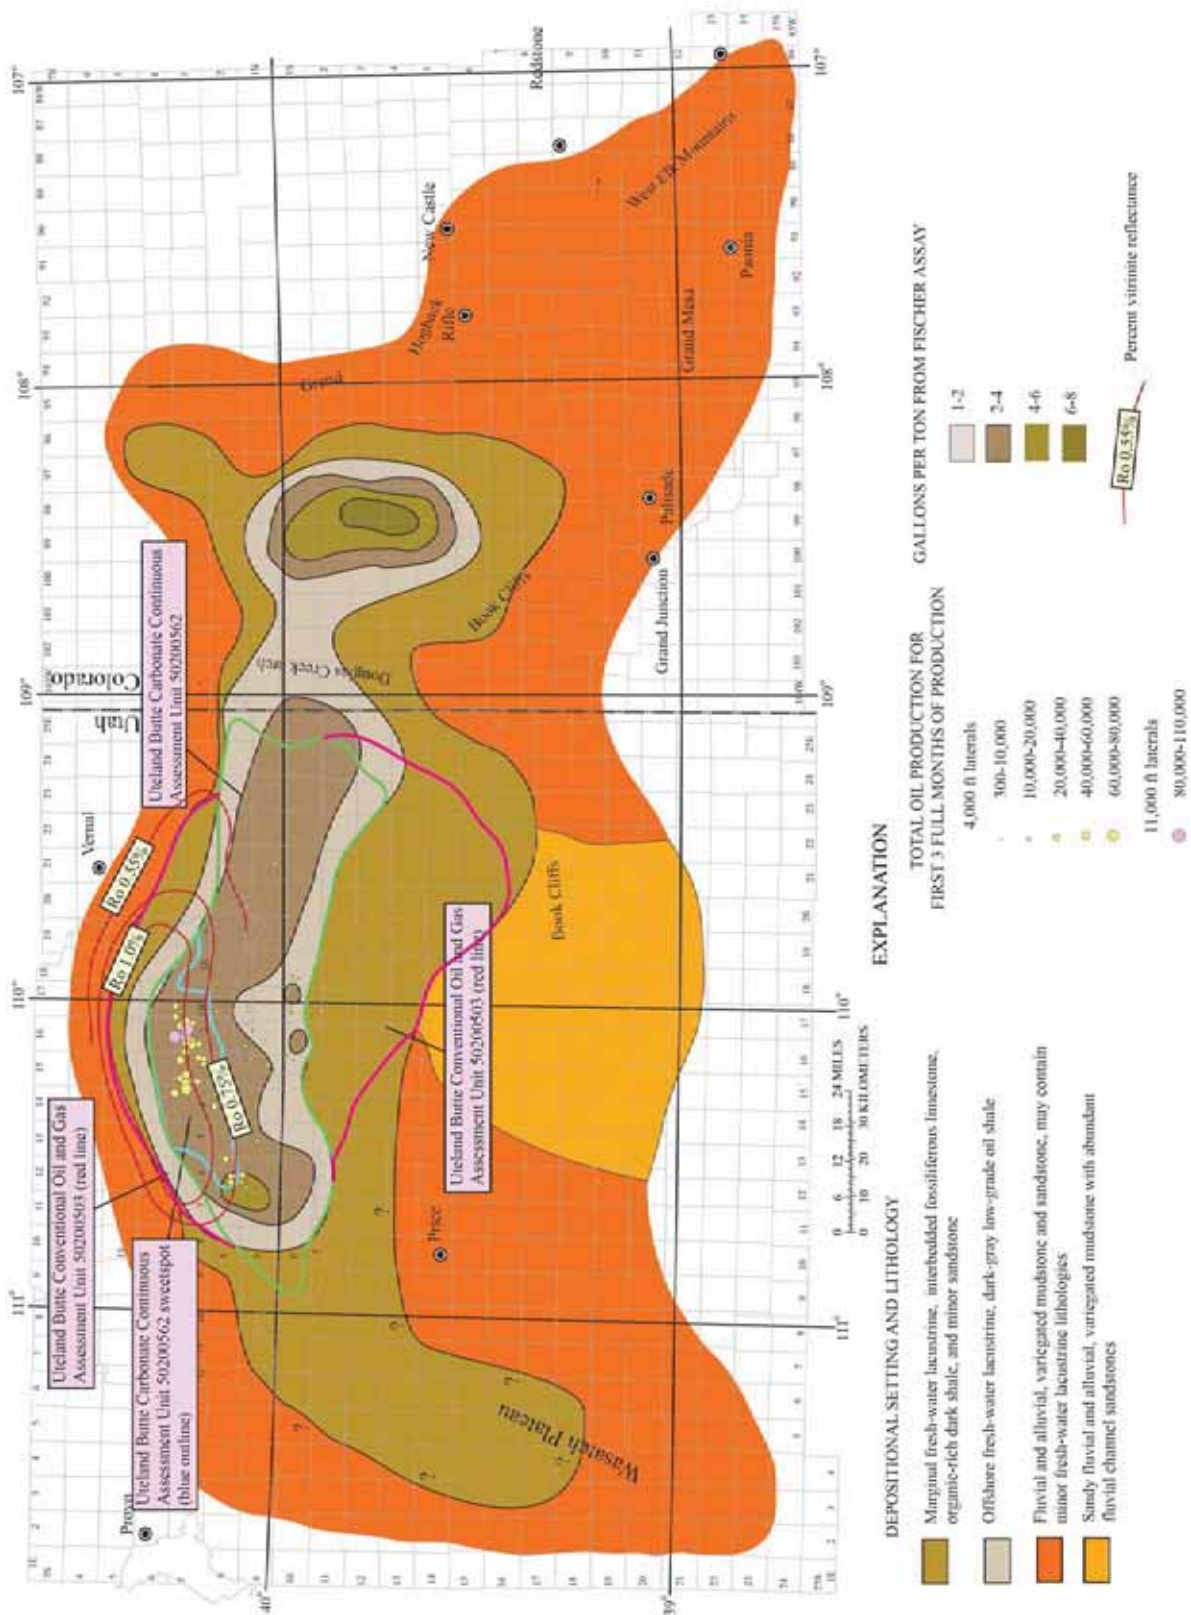 107°
108°
109°
110°
111°
Redstone
New Castle
Grand
Hogback
Rifle
West Elk Mountains
Paonia
Grand Mesa
Palisade
Grand Junction
Book Cliffs
Douglas Creek arch
Colorado
Utah
Vernal
Book Cliffs
Price
Wasatch Plateau
Provo
40°
39°
107°
108°
109°
110°
111°
Uteland Butte Carbonate Continuous
Assessment Unit 50200562
Ro 0.55%
Ro 1.0%
Ro 0.75%
Uteland Butte Conventional Oil and Gas
Assessment Unit 50200503 (red line)
Uteland Butte Conventional Oil and Gas
Assessment Unit 50200503 (red line)
Uteland Butte Carbonate Continuous
Assessment Unit 50200562 sweetspot
(blue outline)
0 6 12 18 24 MILES
0 10 20 30 KILOMETERS
EXPLANATION
DEPOSITIONAL SETTING AND LITHOLOGY
Marginal fresh-water lacustrine, interbedded fossiliferous limestone,
organic-rich dark shale, and minor sandstone
Offshore fresh-water lacustrine, dark-gray low-grade oil shale
Fluvial and alluvial, variegated mudstone and sandstone, may contain
minor fresh-water lacustrine lithologies
Sandy fluvial and alluvial, variegated mudstone with abundant
fluvial channel sandstones
TOTAL OIL PRODUCTION FOR
FIRST 3 FULL MONTHS OF PRODUCTION
4,000 ft laterals
300-10,000
10,000-20,000
20,000-40,000
40,000-60,000
60,000-80,000
11,000 ft laterals
80,000-110,000
GALLONS PER TON FROM FISCHER ASSAY
1-2
2-4
4-6
6-8
Ro 0.55%
Percent vitrinite reflectance